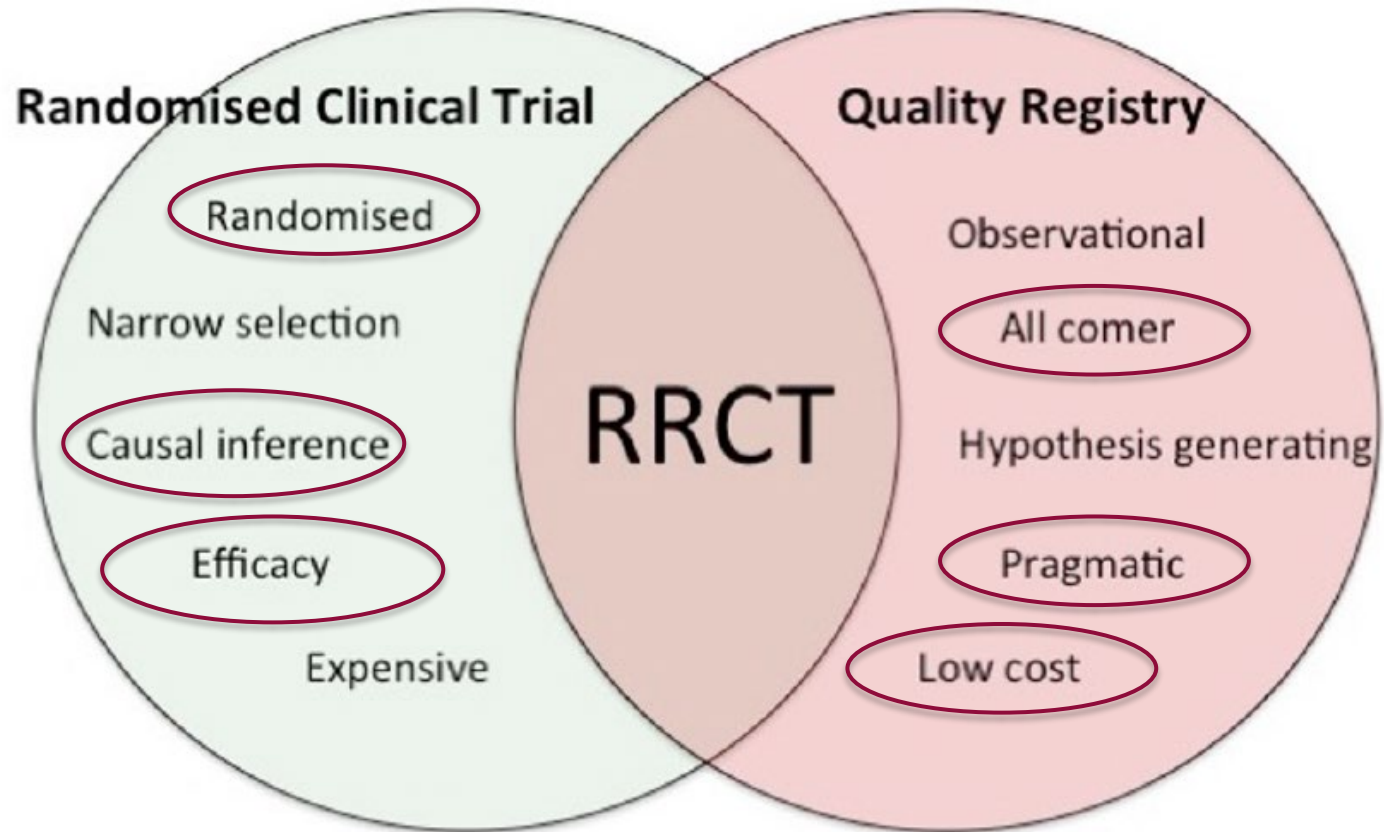 Randomised Clinical Trial
Randomised
Narrow selection
Causal inference
Efficacy
Expensive
RRCT
Quality Registry
Observational
All comer
Hypothesis generating
Pragmatic
Low cost